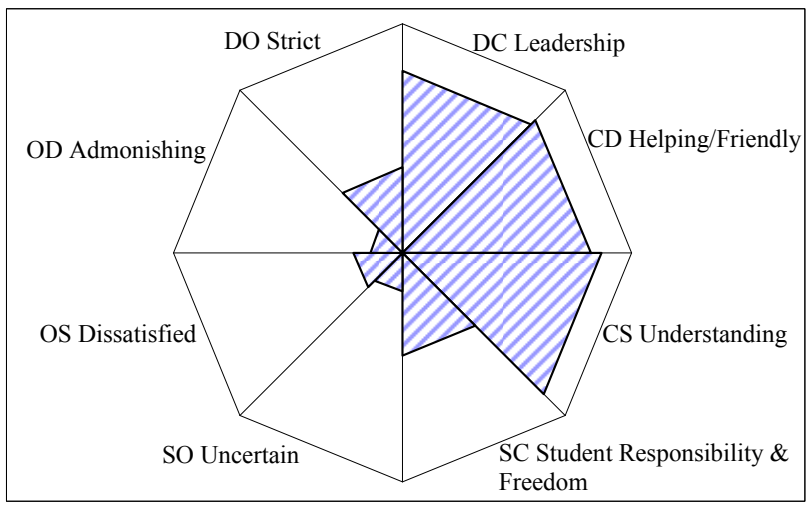 DO Strict
DC Leadership
OD Admonishing
CD Helping/Friendly
OS Dissatisfied
CS Understanding
SO Uncertain
SC Student Responsibility &
Freedom